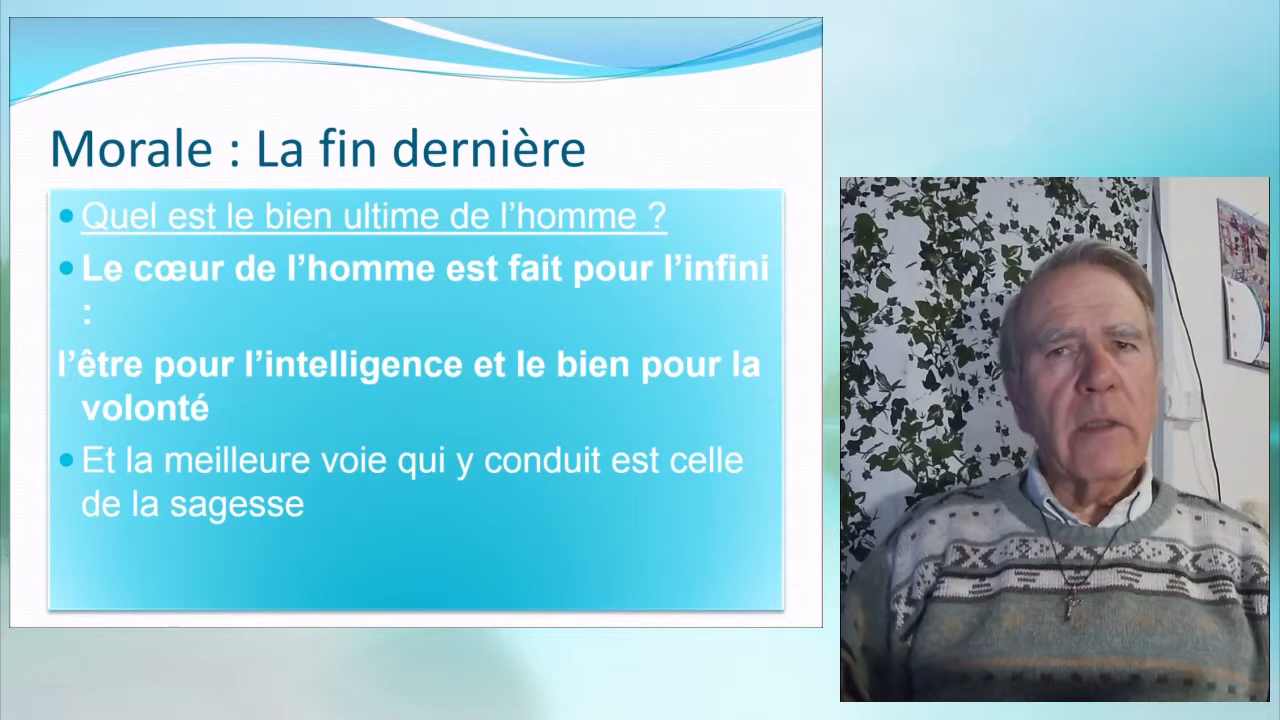 Morale : La fin dernière
• Quel est le bien ultime de l’homme ?
• Le cœur de l’homme est fait pour l’infini
:
l’être pour l’intelligence et le bien pour la
volonté
• Et la meilleure voie qui y conduit est celle
de la sagesse